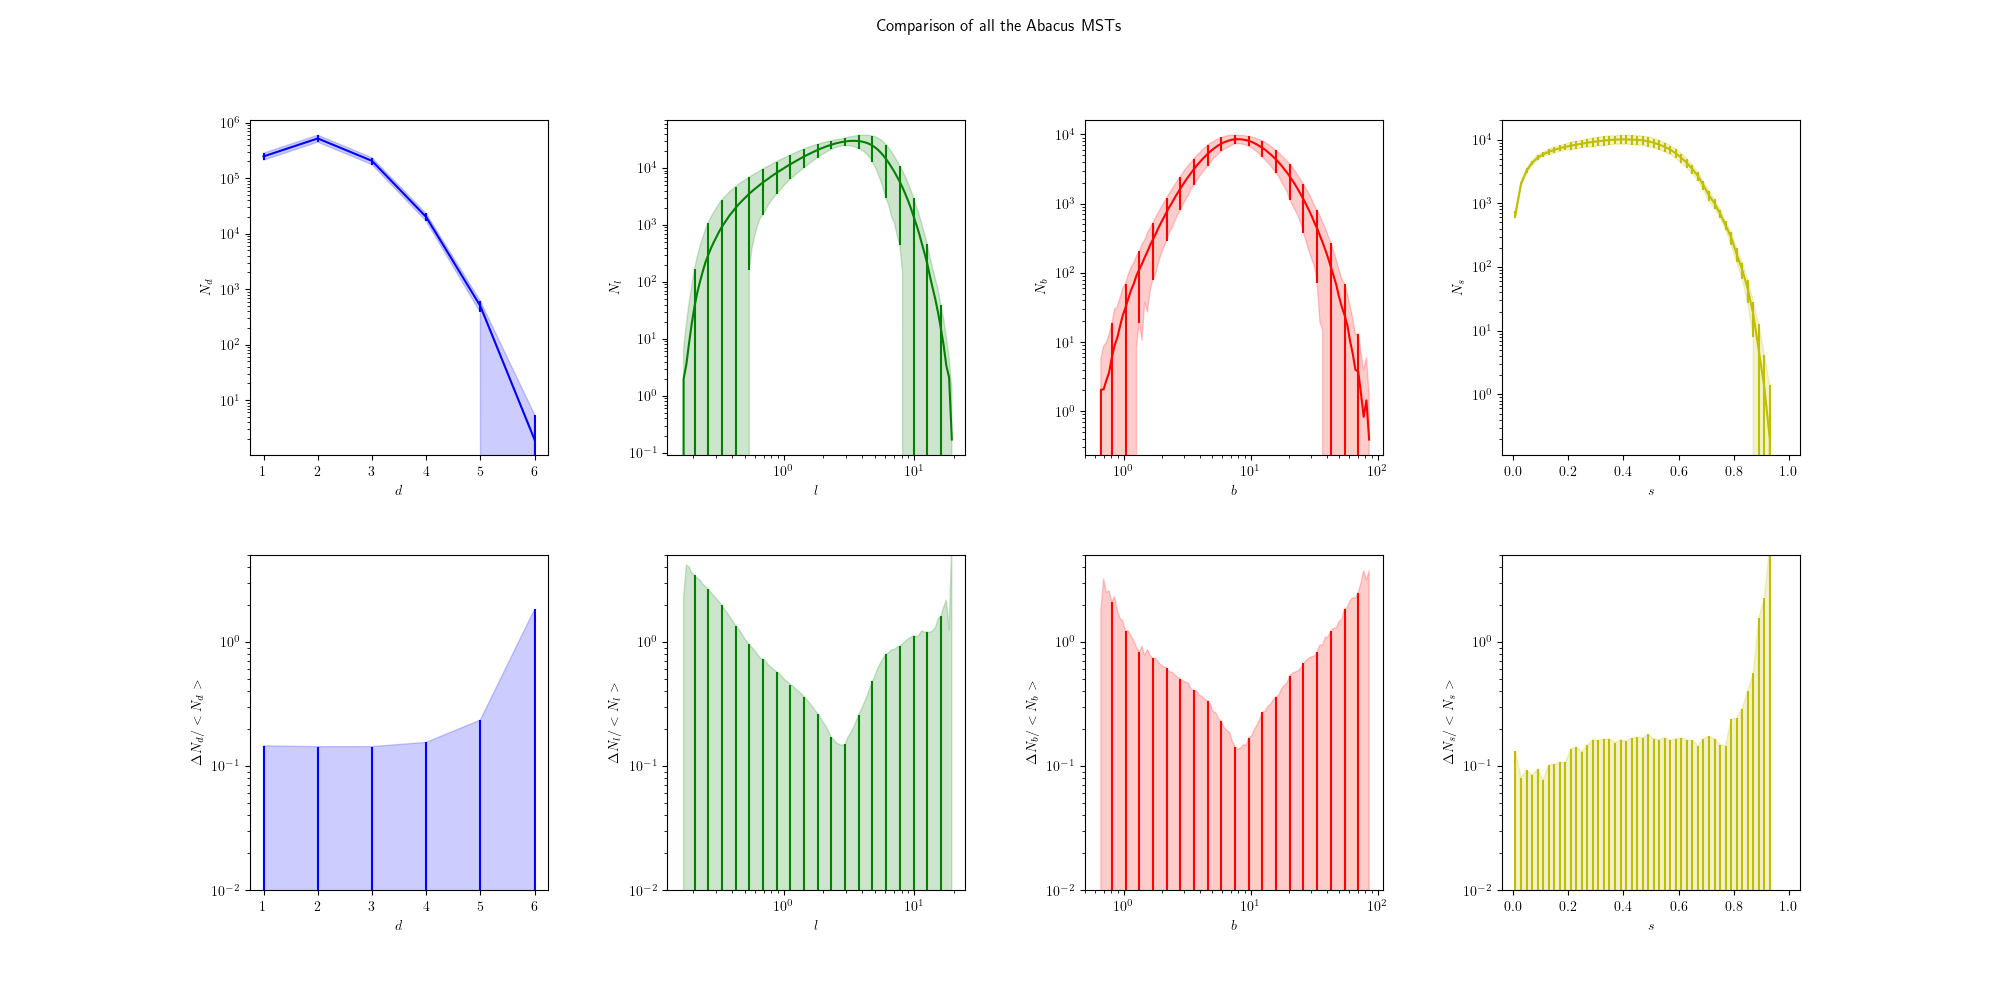 Comparison of all the Abacus MSTs
N_d
10^6
10^5
10^4
10^3
10^2
10^1
1 2 3 4 5 6
d
N_l
10^4
10^3
10^2
10^1
10^0
10^-1
10^0 10^1
l
N_b
10^4
10^3
10^2
10^1
10^0
10^0 10^1 10^2
b
N_s
10^4
10^3
10^2
10^1
10^0
0.0 0.2 0.4 0.6 0.8 1.0
s
ΔN_d/ < N_d >
10^0
10^-1
10^-2
1 2 3 4 5 6
d
ΔN_l/ < N_l >
10^0
10^-1
10^-2
10^0 10^1
l
ΔN_b/ < N_b >
10^0
10^-1
10^-2
10^0 10^1 10^2
b
ΔN_s/ < N_s >
10^0
10^-1
10^-2
0.0 0.2 0.4 0.6 0.8 1.0
s